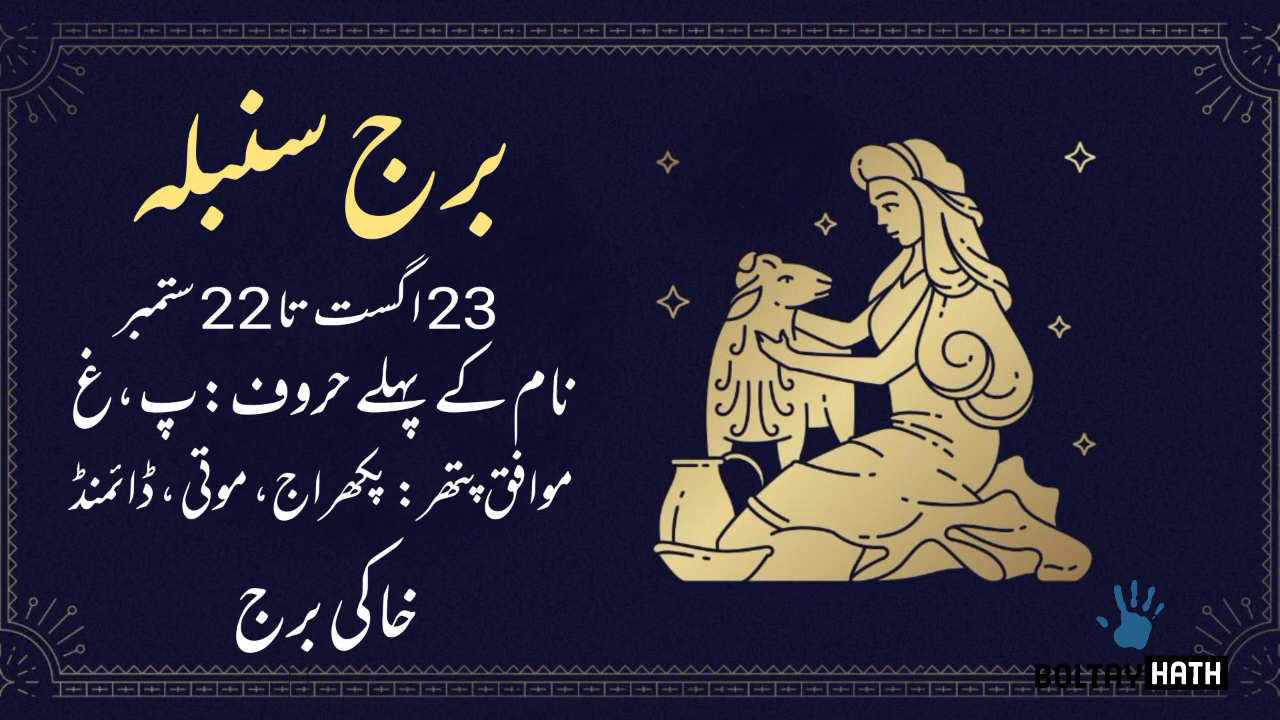 برج سنبلہ
23 اگست تا 22 ستمبر
نام کے پہلے حروف : پ ، غ
موافق پتھر : پکھراج ، موتی ، ڈائمنڈ
خاکی برج
BOLTAY HATH